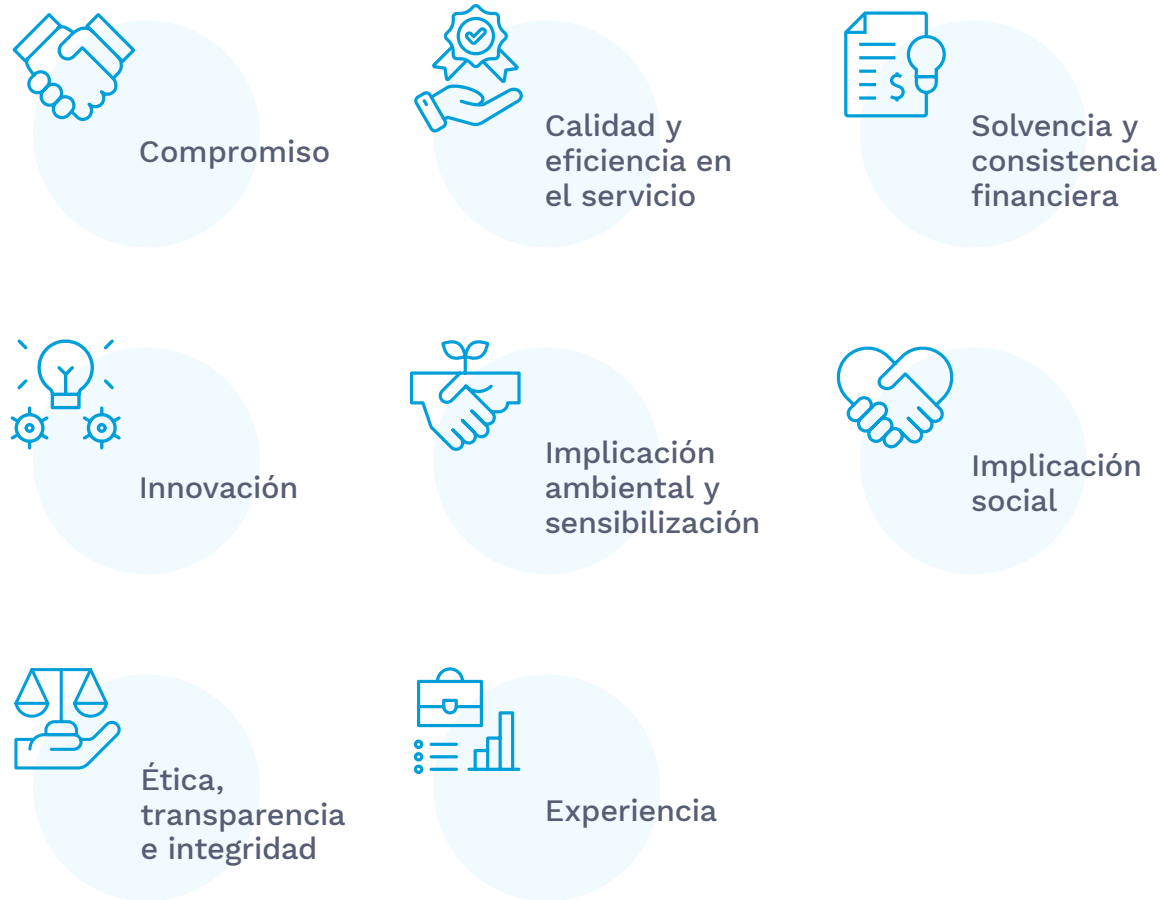 Compromiso
Calidad y
eficiencia en
el servicio
Solvencia y
consistencia
financiera
Innovación
Implicación
ambiental y
sensibilización
Implicación
social
Ética,
transparencia
e integridad
Experiencia